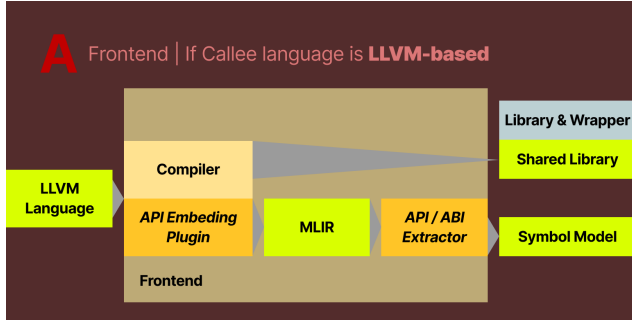 A Frontend | If Callee language is LLVM-based
Library & Wrapper
Shared Library
Compiler
LLVM
Language
API Embeding
Plugin
MLIR
API / ABI
Extractor
Symbol Model
Frontend